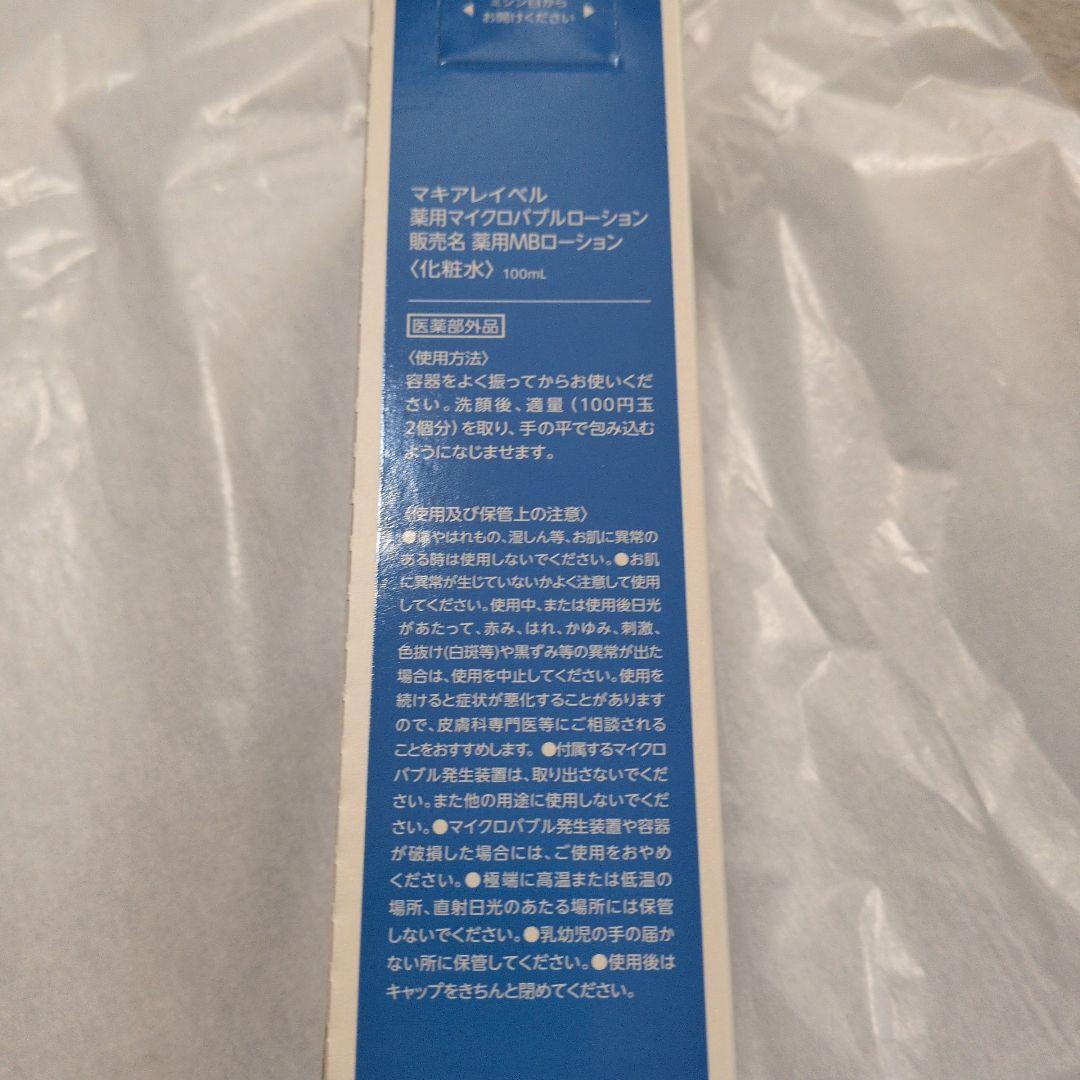 ミシン目から
お開けください
マキアレイベル
薬用マイクロバブルローション
販売名 薬用MBローション
〈化粧水〉 100mL
医薬部外品
〈使用方法〉
容器をよく振ってからお使いくだ
さい。洗顔後、適量（100円玉
2個分）を取り、手の平で包み込む
ようになじませます。
〈使用及び保管上の注意〉
●傷やはれもの、湿しん等、お肌に異常の
ある時は使用しないでください。●お肌
に異常が生じていないかよく注意して使用
してください。使用中、または使用後日光
があたって、赤み、はれ、かゆみ、刺激、
色抜け(白斑等)や黒ずみ等の異常が出た
場合は、使用を中止してください。使用を
続けると症状が悪化することがあります
ので、皮膚科専門医等にご相談される
ことをおすすめします。●付属するマイクロ
バブル発生装置は、取り出さないでくだ
さい。また他の用途に使用しないでくだ
さい。●マイクロバブル発生装置や容器
が破損した場合には、ご使用をおやめ
ください。●極端に高温または低温の
場所、直射日光のあたる場所には保管
しないでください。●乳幼児の手の届か
ない所に保管してください。●使用後は
キャップをきちんと閉めてください。